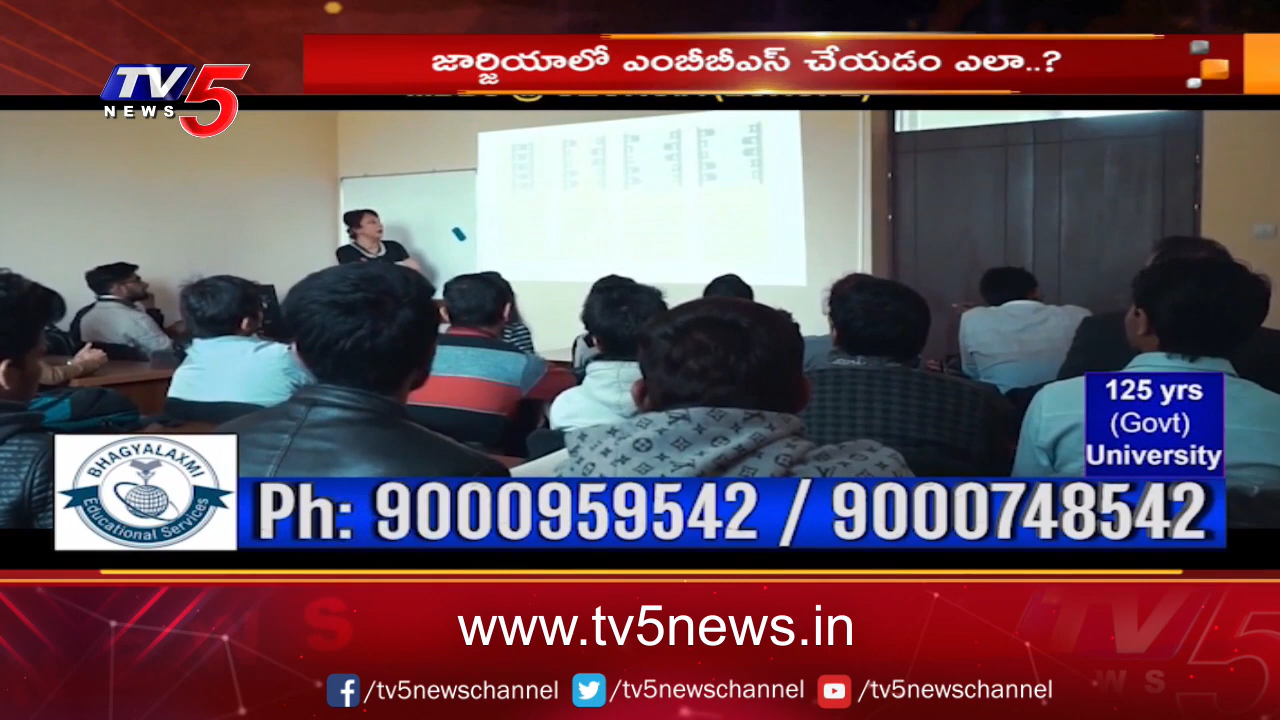 జార్జియాలో ఎంబీబీఎస్ చేయడం ఎలా..?
TV5
NEWS
125 yrs
(Govt)
University
BHAGYALAXMI
Educational Services
Ph: 9000959542 / 9000748542
www.tv5news.in
/tv5newschannel /tv5newschannel /tv5newschannel